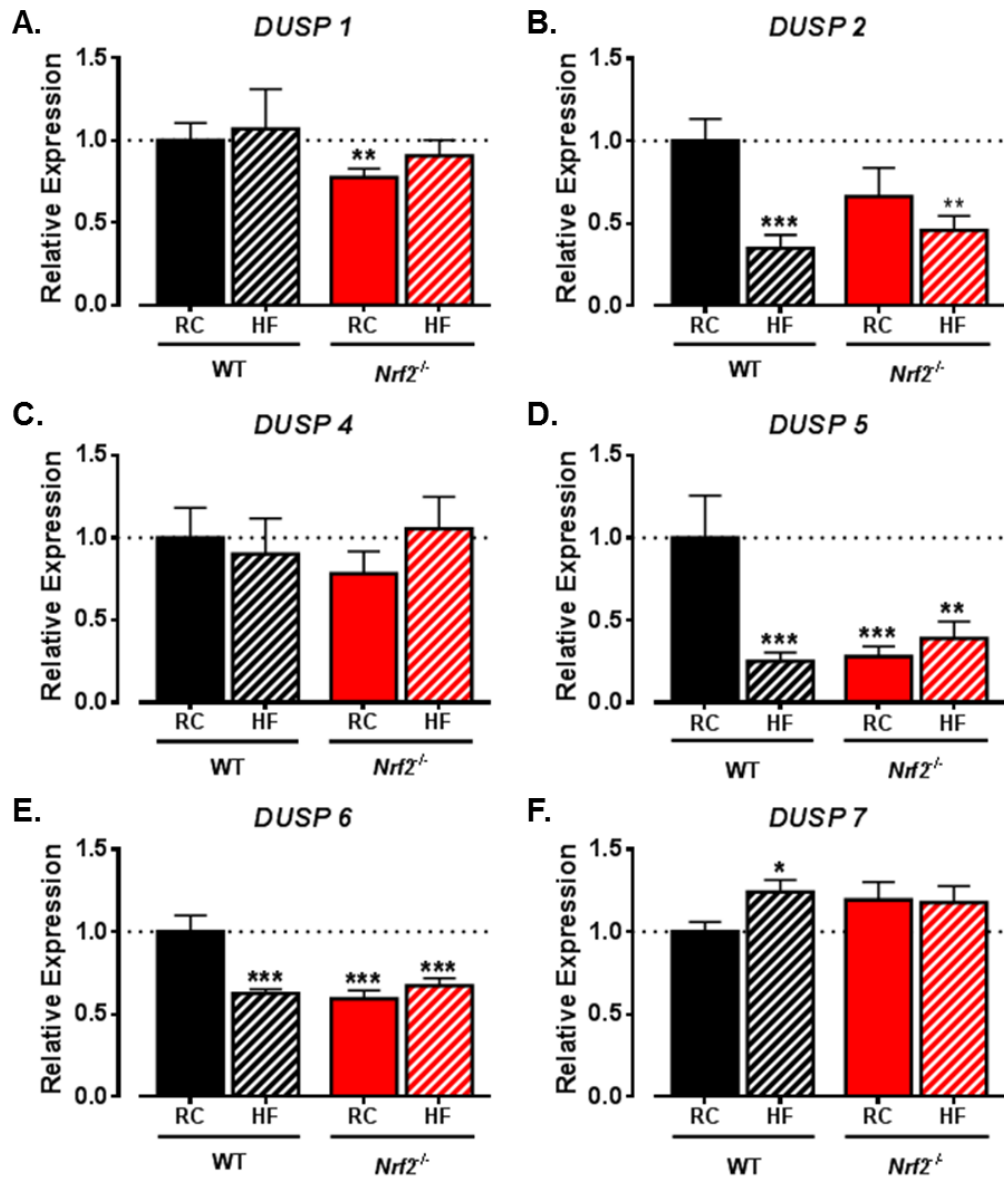 A. DUSP 1 B. DUSP 2
Relative Expression Relative Expression
1.5 1.5
1.0 1.0
** 
0.5 0.5
*** **
0.0 0.0
RC HF RC HF RC HF RC HF
WT Nrf2-/- WT Nrf2-/-
C. DUSP 4 D. DUSP 5
Relative Expression Relative Expression
1.5 1.5
1.0 1.0
0.5 0.5
*** *** **
0.0 0.0
RC HF RC HF RC HF RC HF
WT Nrf2-/- WT Nrf2-/-
E. DUSP 6 F. DUSP 7
Relative Expression Relative Expression
1.5 1.5
*
1.0 1.0
*** *** ***
0.5 0.5
0.0 0.0
RC HF RC HF RC HF RC HF
WT Nrf2-/- WT Nrf2-/-